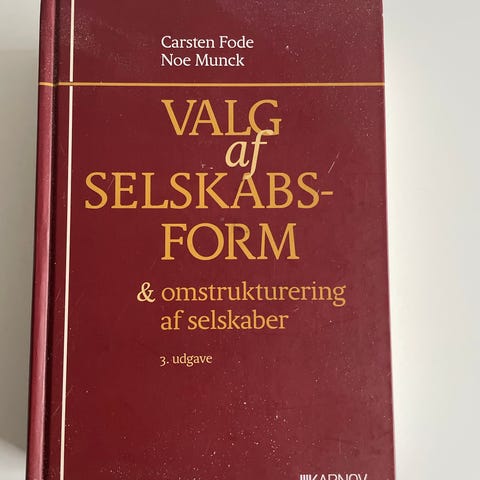 Carsten Fode
Noe Munck
VALG
af
SELSKABS-
FORM
& omstrukturering
af selskaber
3. udgave
KARNOV